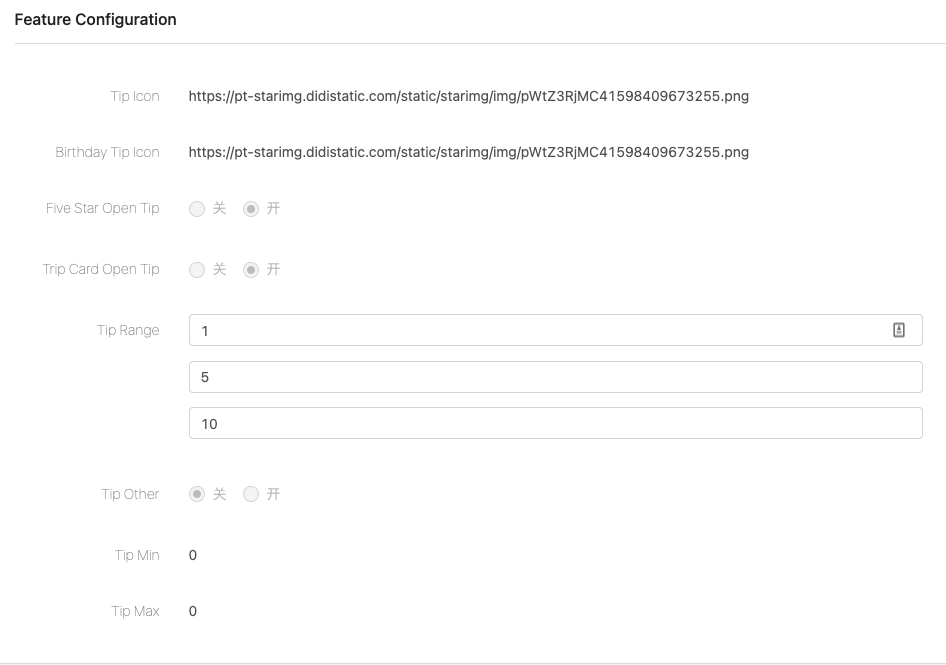 Feature Configuration
Tip Icon https://pt-starimg.didistatic.com/static/starimg/img/pWtZ3RjMC41598409673255.png
Birthday Tip Icon https://pt-starimg.didistatic.com/static/starimg/img/pWtZ3RjMC41598409673255.png
Five Star Open Tip 关 开
Trip Card Open Tip 关 开
Tip Range 1
5
10
Tip Other 关 开
Tip Min 0
Tip Max 0